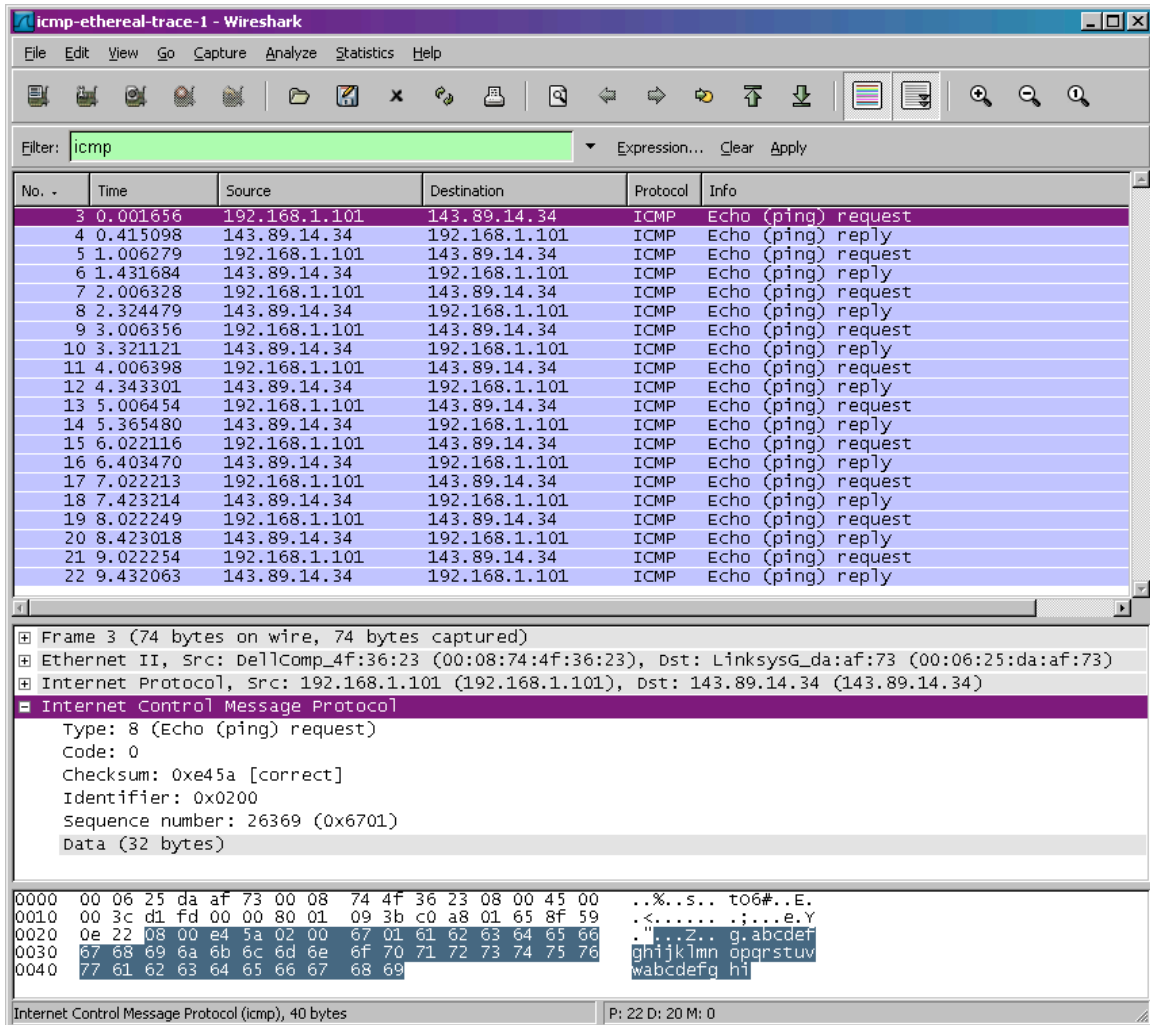 icmp-ethereal-trace-1 - Wireshark
File Edit View Go Capture Analyze Statistics Help
Filter: icmp Expression... Clear Apply
No. Time Source Destination Protocol Info
3 0.001656 192.168.1.101 143.89.14.34 ICMP Echo (ping) request
4 0.415098 143.89.14.34 192.168.1.101 ICMP Echo (ping) reply
5 1.006279 192.168.1.101 143.89.14.34 ICMP Echo (ping) request
6 1.431684 143.89.14.34 192.168.1.101 ICMP Echo (ping) reply
7 2.006328 192.168.1.101 143.89.14.34 ICMP Echo (ping) request
8 2.324479 143.89.14.34 192.168.1.101 ICMP Echo (ping) reply
9 3.006356 192.168.1.101 143.89.14.34 ICMP Echo (ping) request
10 3.321121 143.89.14.34 192.168.1.101 ICMP Echo (ping) reply
11 4.006398 192.168.1.101 143.89.14.34 ICMP Echo (ping) request
12 4.343301 143.89.14.34 192.168.1.101 ICMP Echo (ping) reply
13 5.006454 192.168.1.101 143.89.14.34 ICMP Echo (ping) request
14 5.365480 143.89.14.34 192.168.1.101 ICMP Echo (ping) reply
15 6.022116 192.168.1.101 143.89.14.34 ICMP Echo (ping) request
16 6.403470 143.89.14.34 192.168.1.101 ICMP Echo (ping) reply
17 7.022213 192.168.1.101 143.89.14.34 ICMP Echo (ping) request
18 7.423214 143.89.14.34 192.168.1.101 ICMP Echo (ping) reply
19 8.022249 192.168.1.101 143.89.14.34 ICMP Echo (ping) request
20 8.423018 143.89.14.34 192.168.1.101 ICMP Echo (ping) reply
21 9.022254 192.168.1.101 143.89.14.34 ICMP Echo (ping) request
22 9.432063 143.89.14.34 192.168.1.101 ICMP Echo (ping) reply
Frame 3 (74 bytes on wire, 74 bytes captured)
Ethernet II, Src: DellComp_4f:36:23 (00:08:74:4f:36:23), Dst: LinksysG_da:af:73 (00:06:25:da:af:73)
Internet Protocol, Src: 192.168.1.101 (192.168.1.101), Dst: 143.89.14.34 (143.89.14.34)
Internet Control Message Protocol
Type: 8 (Echo (ping) request)
Code: 0
Checksum: 0xe45a [correct]
Identifier: 0x0200
Sequence number: 26369 (0x6701)
Data (32 bytes)
0000 00 06 25 da af 73 00 08 74 4f 36 23 08 00 45 00 ..%..s.. tO6#..E.
0010 00 3c d1 fd 00 00 80 01 09 3b c0 a8 01 65 8f 59 .<...... .;...e.Y
0020 0e 22 08 00 e4 5a 02 00 67 01 61 62 63 64 65 66 ."...Z.. g.abcdef
0030 67 68 69 6a 6b 6c 6d 6e 6f 70 71 72 73 74 75 76 ghijklmn opqrstuv
0040 77 61 62 63 64 65 66 67 68 69 wabcdefg hi
Internet Control Message Protocol (icmp), 40 bytes P: 22 D: 20 M: 0